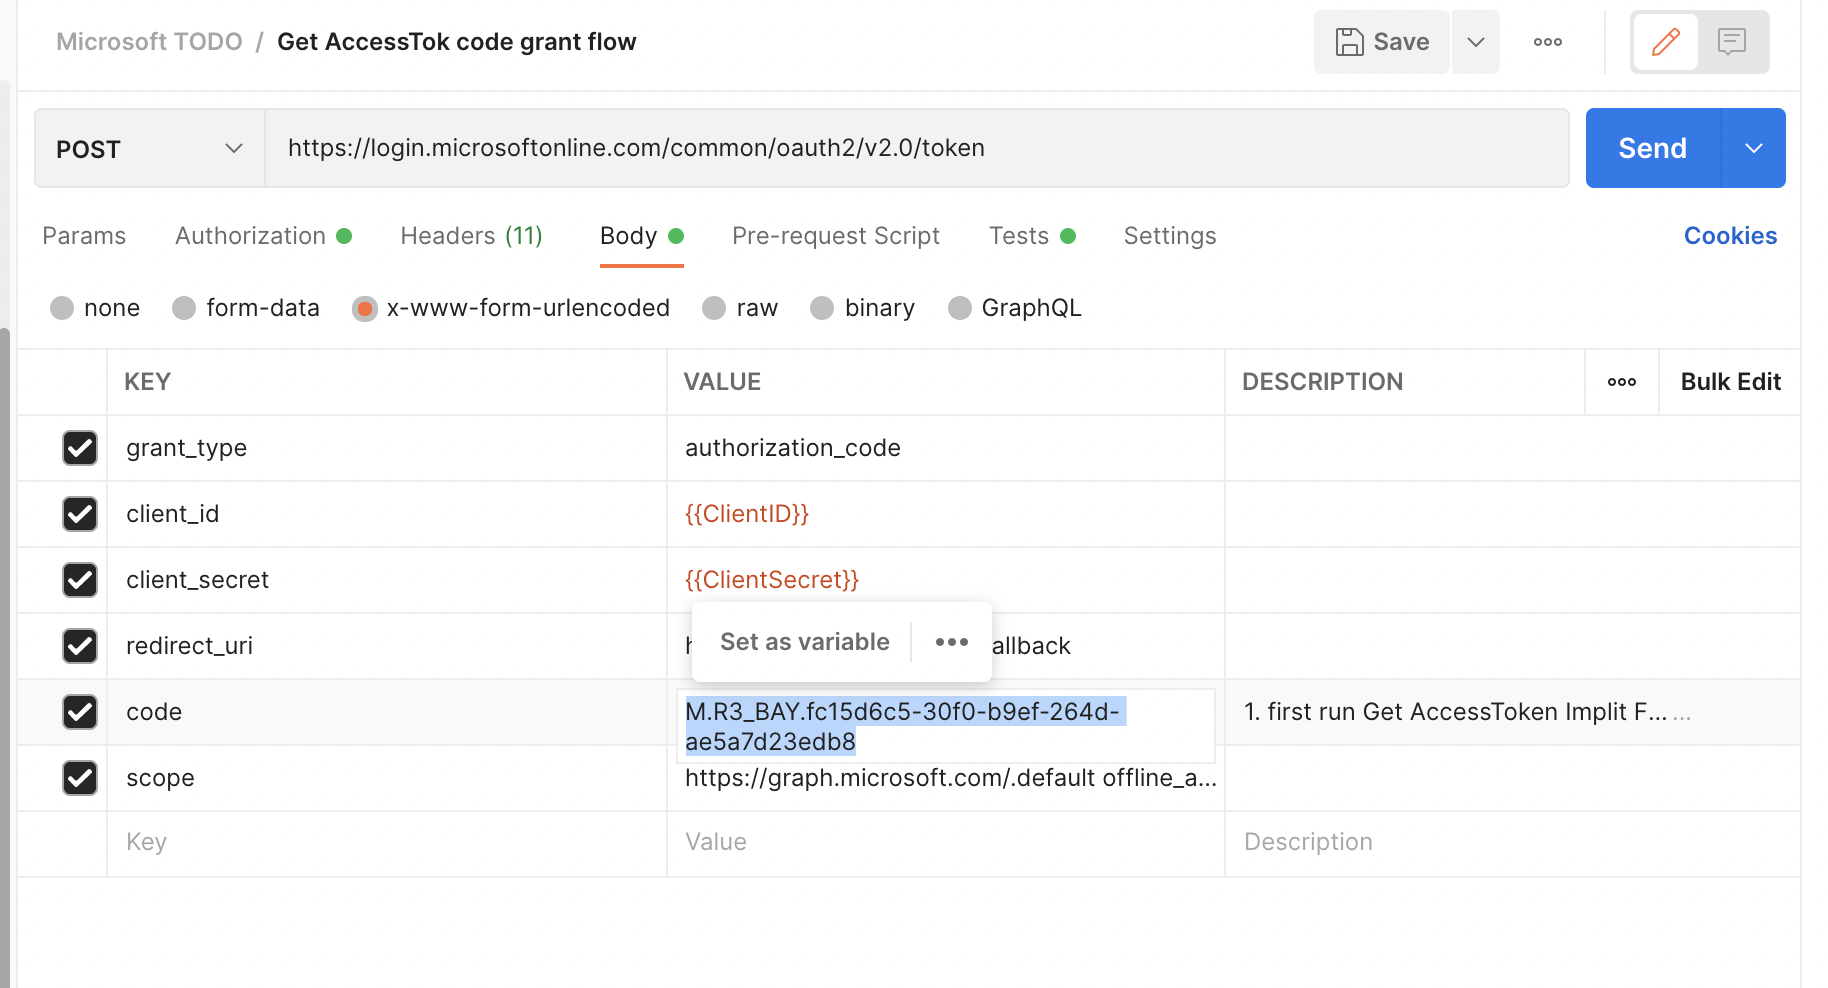 Microsoft TODO / Get AccessTok code grant flow
Save
POST
https://login.microsoftonline.com/common/oauth2/v2.0/token
Send
Params Authorization Headers (11) Body Pre-request Script Tests Settings Cookies
none form-data x-www-form-urlencoded raw binary GraphQL
KEY VALUE DESCRIPTION Bulk Edit
grant_type authorization_code
client_id {{ClientID}}
client_secret {{ClientSecret}}
Set as variable
redirect_uri allback
code M.R3_BAY.fc15d6c5-30f0-b9ef-264d-
ae5a7d23edb8
1. first run Get AccessToken Implit F... ...
scope https://graph.microsoft.com/.default offline_a...
Key Value Description